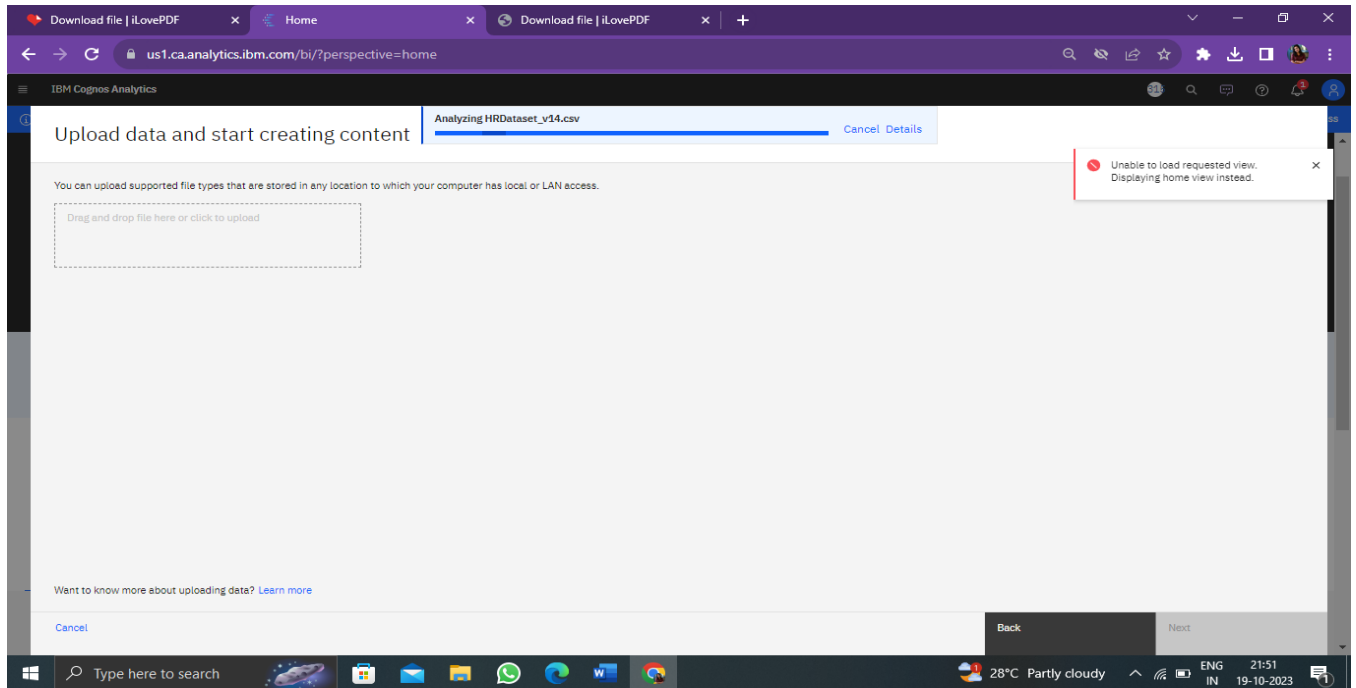 Download file | iLovePDF
Home
Download file | iLovePDF
us1.ca.analytics.ibm.com/bi/?perspective=home
IBM Cognos Analytics
1
Upload data and start creating content
Analyzing HRDataset_v14.csv
Cancel Details
ss
Unable to load requested view.
Displaying home view instead.
You can upload supported file types that are stored in any location to which your computer has local or LAN access.
Drag and drop file here or click to upload
Want to know more about uploading data? Learn more
Cancel
Back
Next
Type here to search
28°C Partly cloudy
ENG
IN
21:51
19-10-2023
1